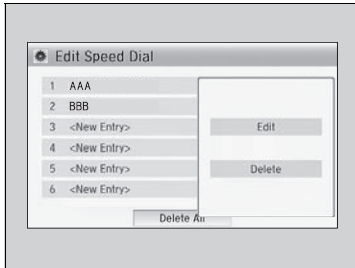 Edit Speed Dial
1 AAA
2 BBB
3 <New Entry>
4 <New Entry>
5 <New Entry>
6 <New Entry>
Edit
Delete
Delete All